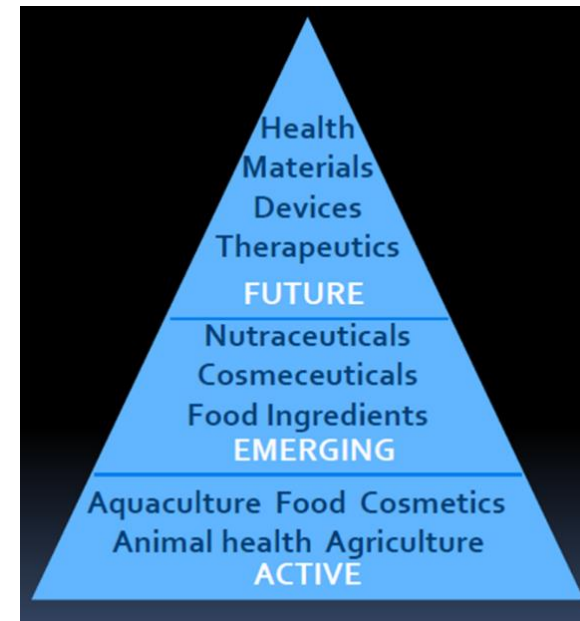 Health
Materials
Devices
Therapeutics
FUTURE
Nutraceuticals
Cosmeceuticals
Food Ingredients
EMERGING
Aquaculture Food Cosmetics
Animal health Agriculture
ACTIVE